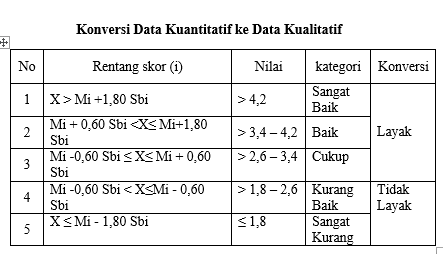 Konversi Data Kuantitatif ke Data Kualitatif
No Rentang skor (i) Nilai kategori Konversi
1 X > Mi +1,80 Sbi > 4,2 Sangat Baik Layak
2 Mi + 0,60 Sbi <X≤ Mi+1,80 Sbi > 3,4 – 4,2 Baik
3 Mi -0,60 Sbi ≤ X≤ Mi + 0,60 Sbi > 2,6 – 3,4 Cukup
4 Mi -0,60 Sbi < X≤Mi - 0,60 Sbi > 1,8 – 2,6 Kurang Baik Tidak Layak
5 X ≤ Mi - 1,80 Sbi ≤ 1,8 Sangat Kurang